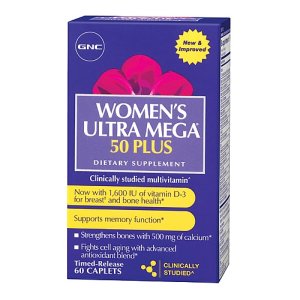 GNC
New &
Improved
WOMEN'S
ULTRA MEGA®
50 PLUS
DIETARY SUPPLEMENT
Clinically studied multivitamin^
Now with 1,600 IU of vitamin D-3
for breast† and bone health*
Supports memory function*
• Strengthens bones with 500 mg of calcium*
• Fights cell aging with advanced
antioxidant blend*
Timed-Release
60 CAPLETS
CLINICALLY
STUDIED^